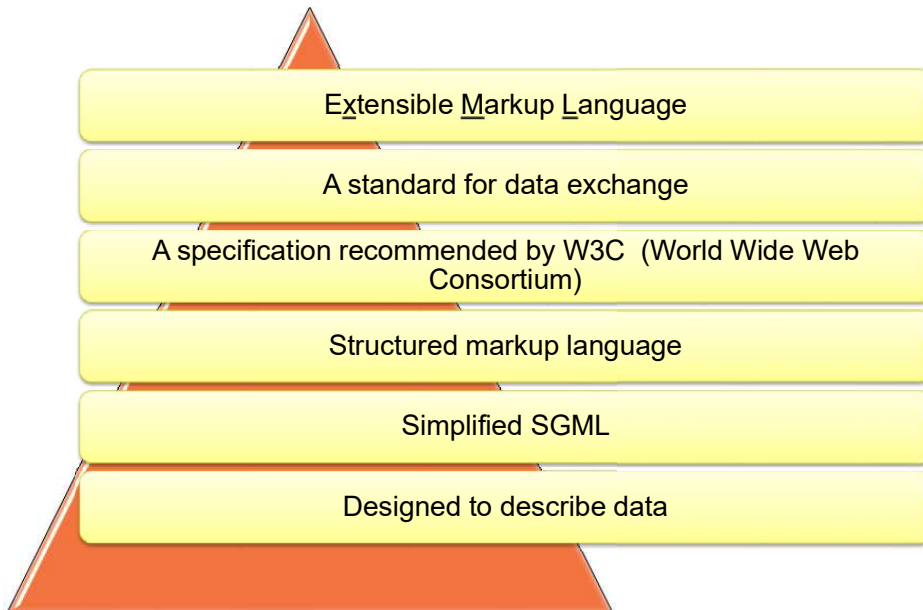 Extensible Markup Language
A standard for data exchange
A specification recommended by W3C (World Wide Web
Consortium)
Structured markup language
Simplified SGML
Designed to describe data